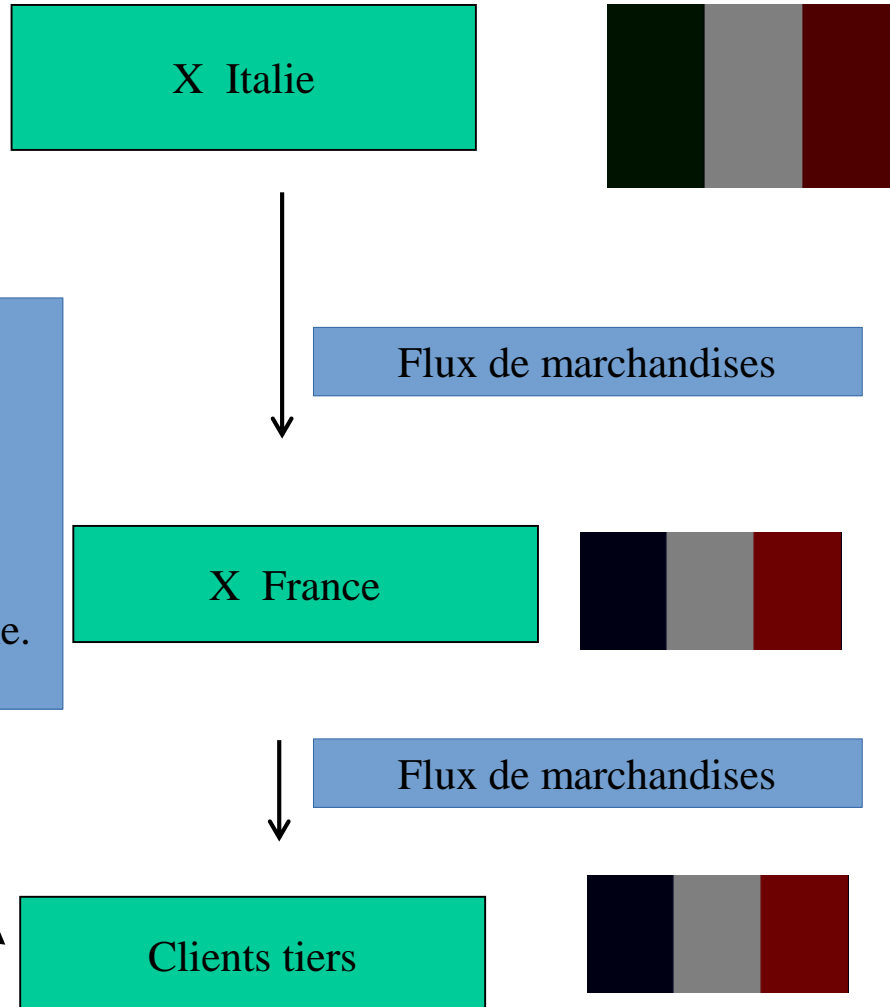 X Italie
Flux de marchandises
X France
e.
Flux de marchandises
Clients tiers